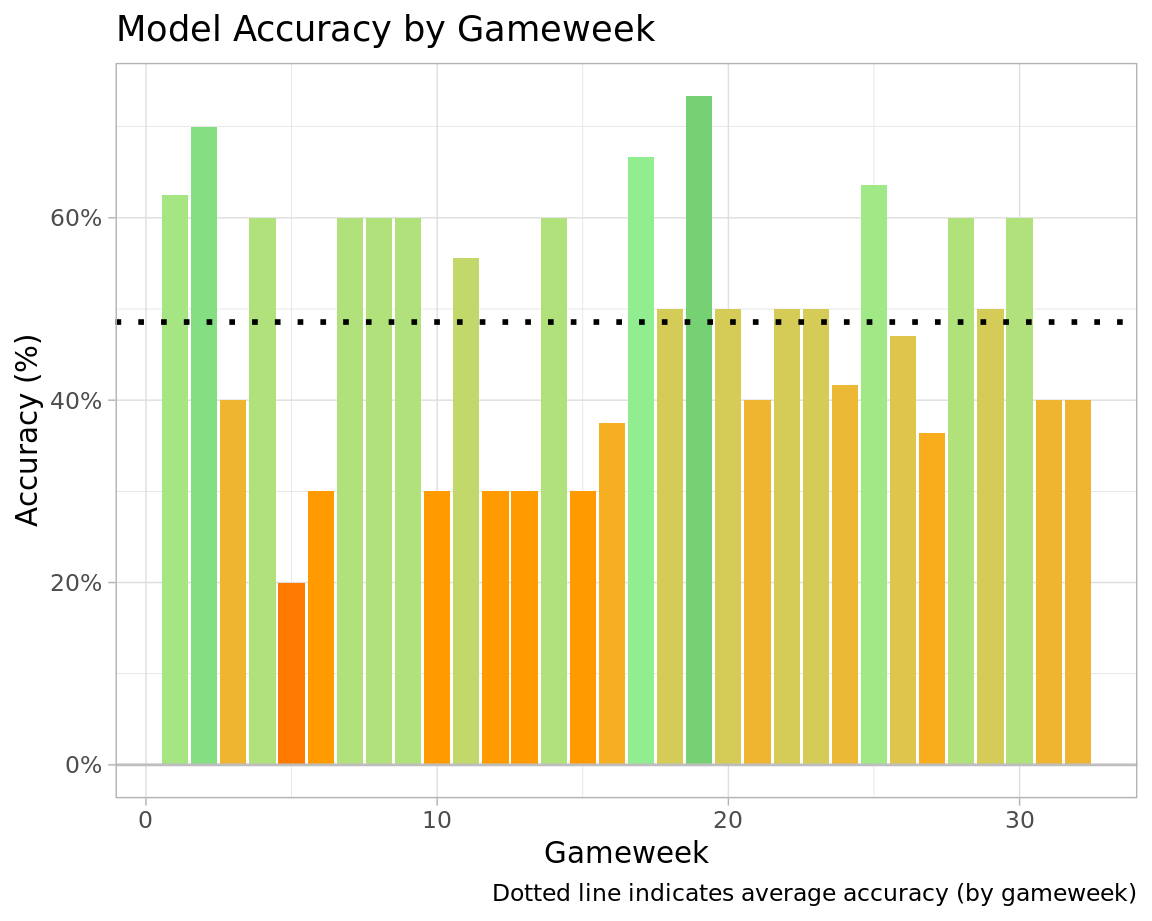 Model Accuracy by Gameweek
Accuracy (%)
60%
40%
20%
0%
0 10 20 30
Gameweek
Dotted line indicates average accuracy (by gameweek)